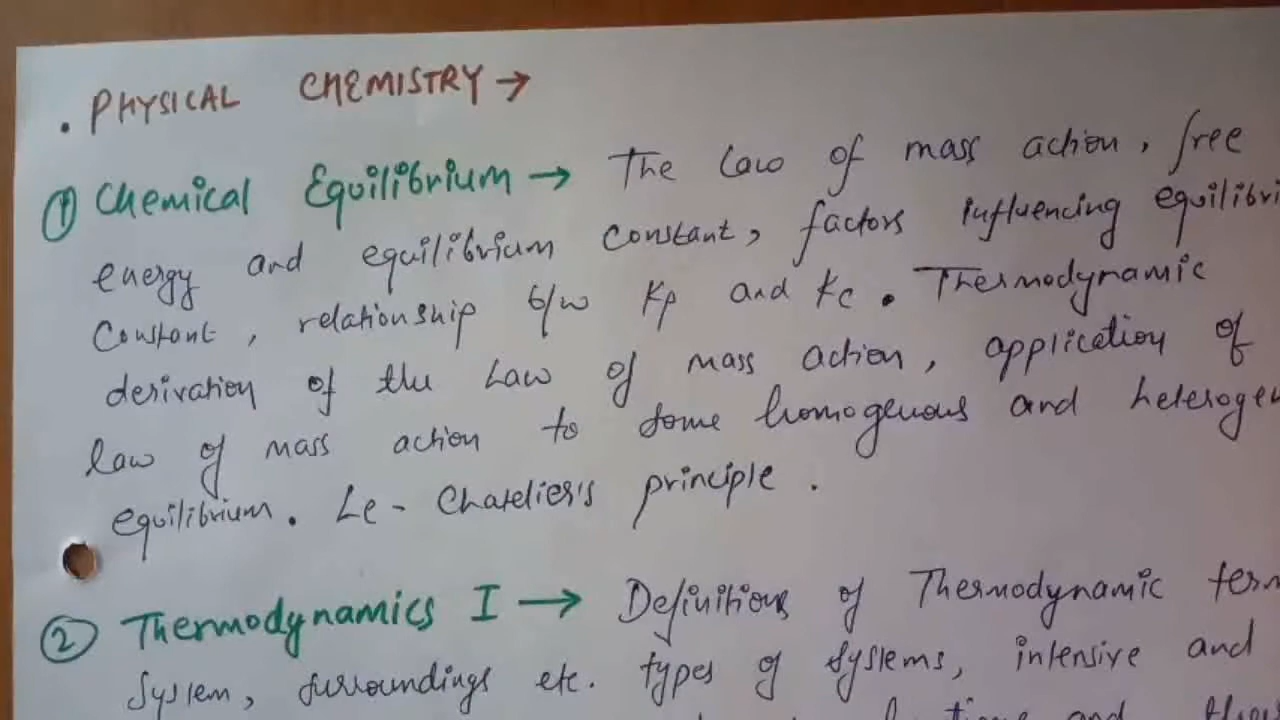 . PHYSICAL CHEMISTRY →
① Chemical Equilibrium → The Law of mass action, free
energy and equilibrium constant, factors influencing equilibri
Constant, relationship b/w Kp and Kc. Thermodynamic
derivation of the Law of mass action, application of
law of mass action to some homogenous and heteroge
equilibrium. Le - Chatelier's principle.
② Thermodynamics I → Definitions of Thermodynamic term
System, surroundings etc. types of systems, intensive and
and